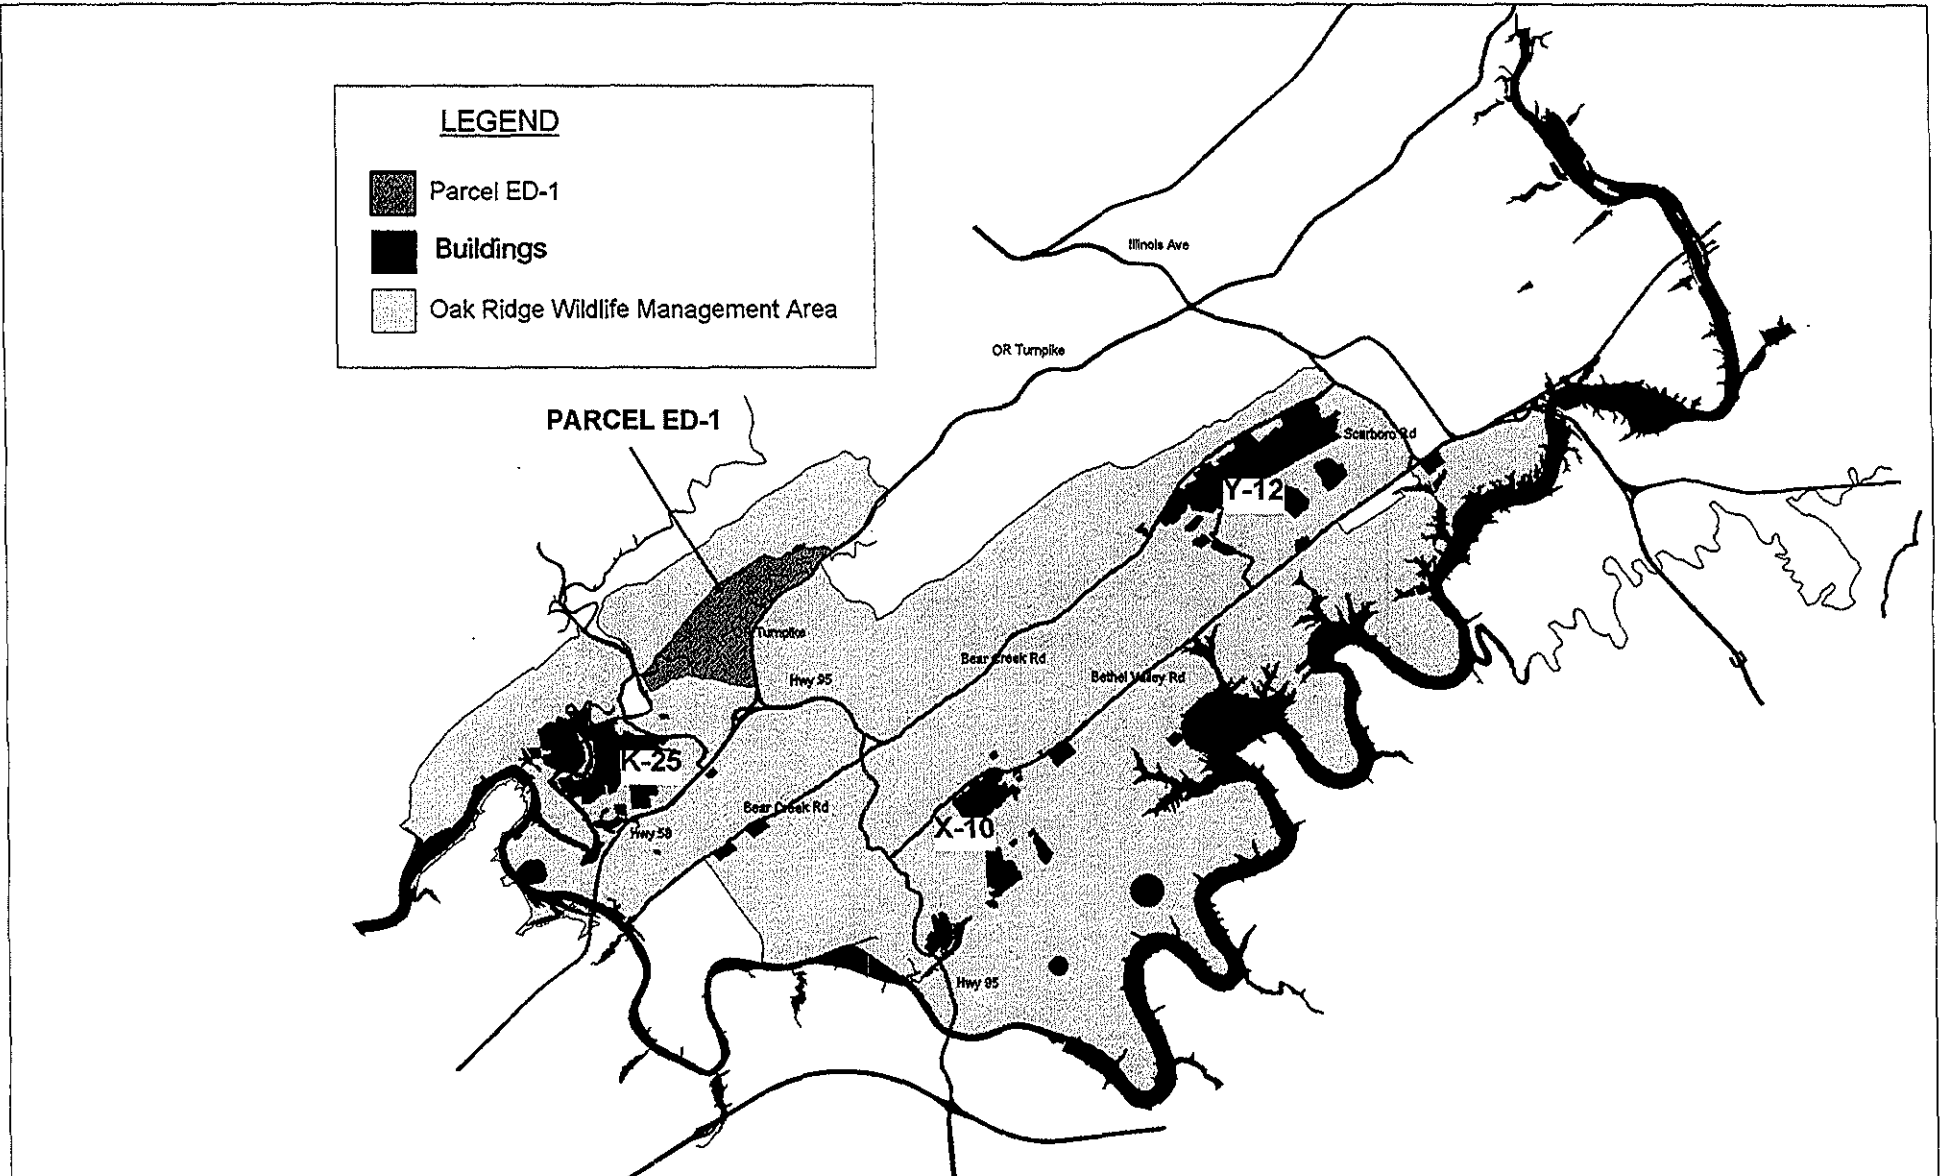 LEGEND
Parcel ED-1
Buildings
Oak Ridge Wildlife Management Area
Illinois Ave
OR Turnpike
PARCEL ED-1
Scarboro Rd
Y-12
Turnpike
Bear Creek Rd
Bethel Valley Rd
Hwy 95
K-25
Bear Creek Rd
Hwy 58
X-10
Hwy 95